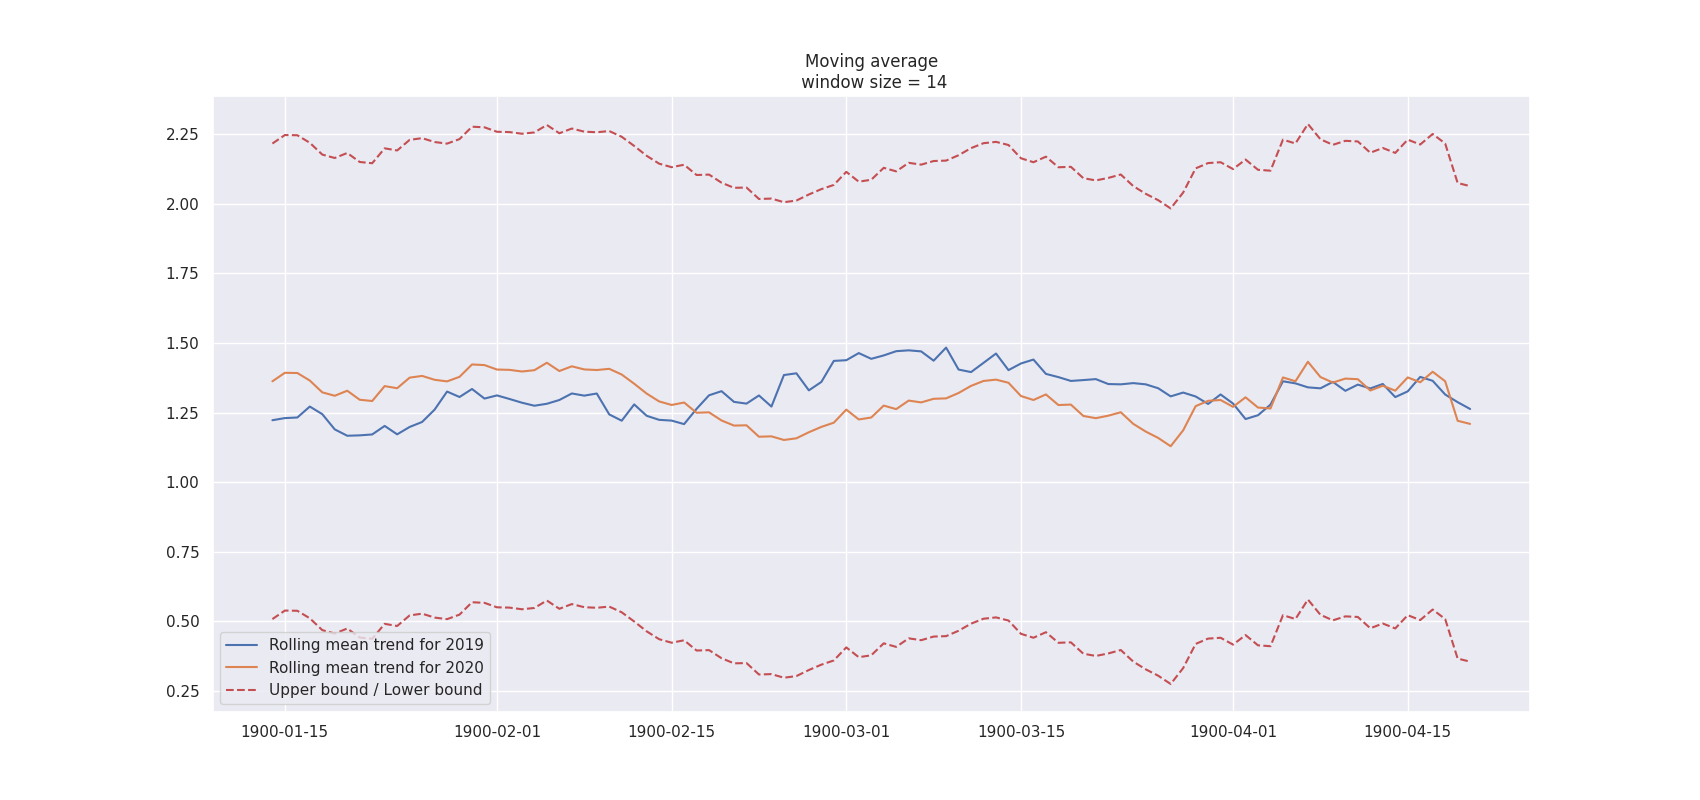 Moving average
window size = 14
2.25
2.00
1.75
1.50
1.25
1.00
0.75
0.50
0.25
Rolling mean trend for 2019
Rolling mean trend for 2020
Upper bound / Lower bound
1900-01-15 1900-02-01 1900-02-15 1900-03-01 1900-03-15 1900-04-01 1900-04-15